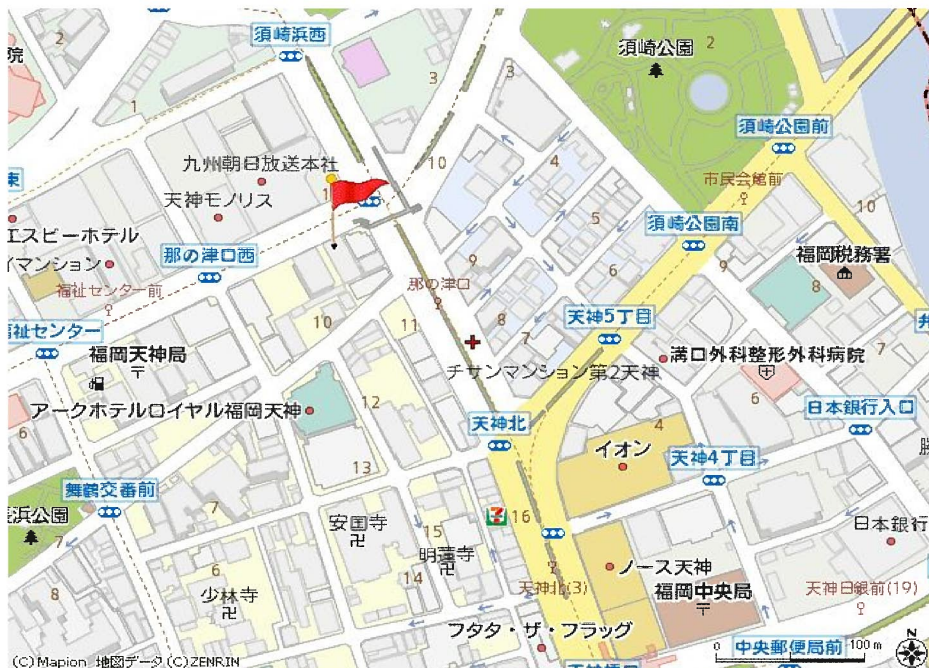 須崎浜西
院
2
3
3
須崎公園
2
1
須崎公園前
九州朝日放送本社
10
4
東
天神モノリス
1
市民会館前
5
10
エスピーホテル
須崎公園南
イマンション
那の津口西
9
9
福岡税務署
福祉センター前
那の津口
6
8
福祉センター
10
11
8
7
天神5丁目
弁
福岡天神局
溝口外科整形外科病院
7
チサンマンション第2天神
アークホテルロイヤル福岡天神
12
6
6
天神北
4
日本銀行入口
イオン
天神4丁目
勝
13
舞鶴交番前
長浜公園
安国寺
16
7
7
15
日本銀行
明蓮寺
ノース天神
6
14
8
少林寺
天神北(3)
福岡中央局
天神日銀前(19)
フタタ・ザ・フラッグ
N
中央郵便局前
0
100 m
(C)Mapion 地図データ (C)ZENRIN